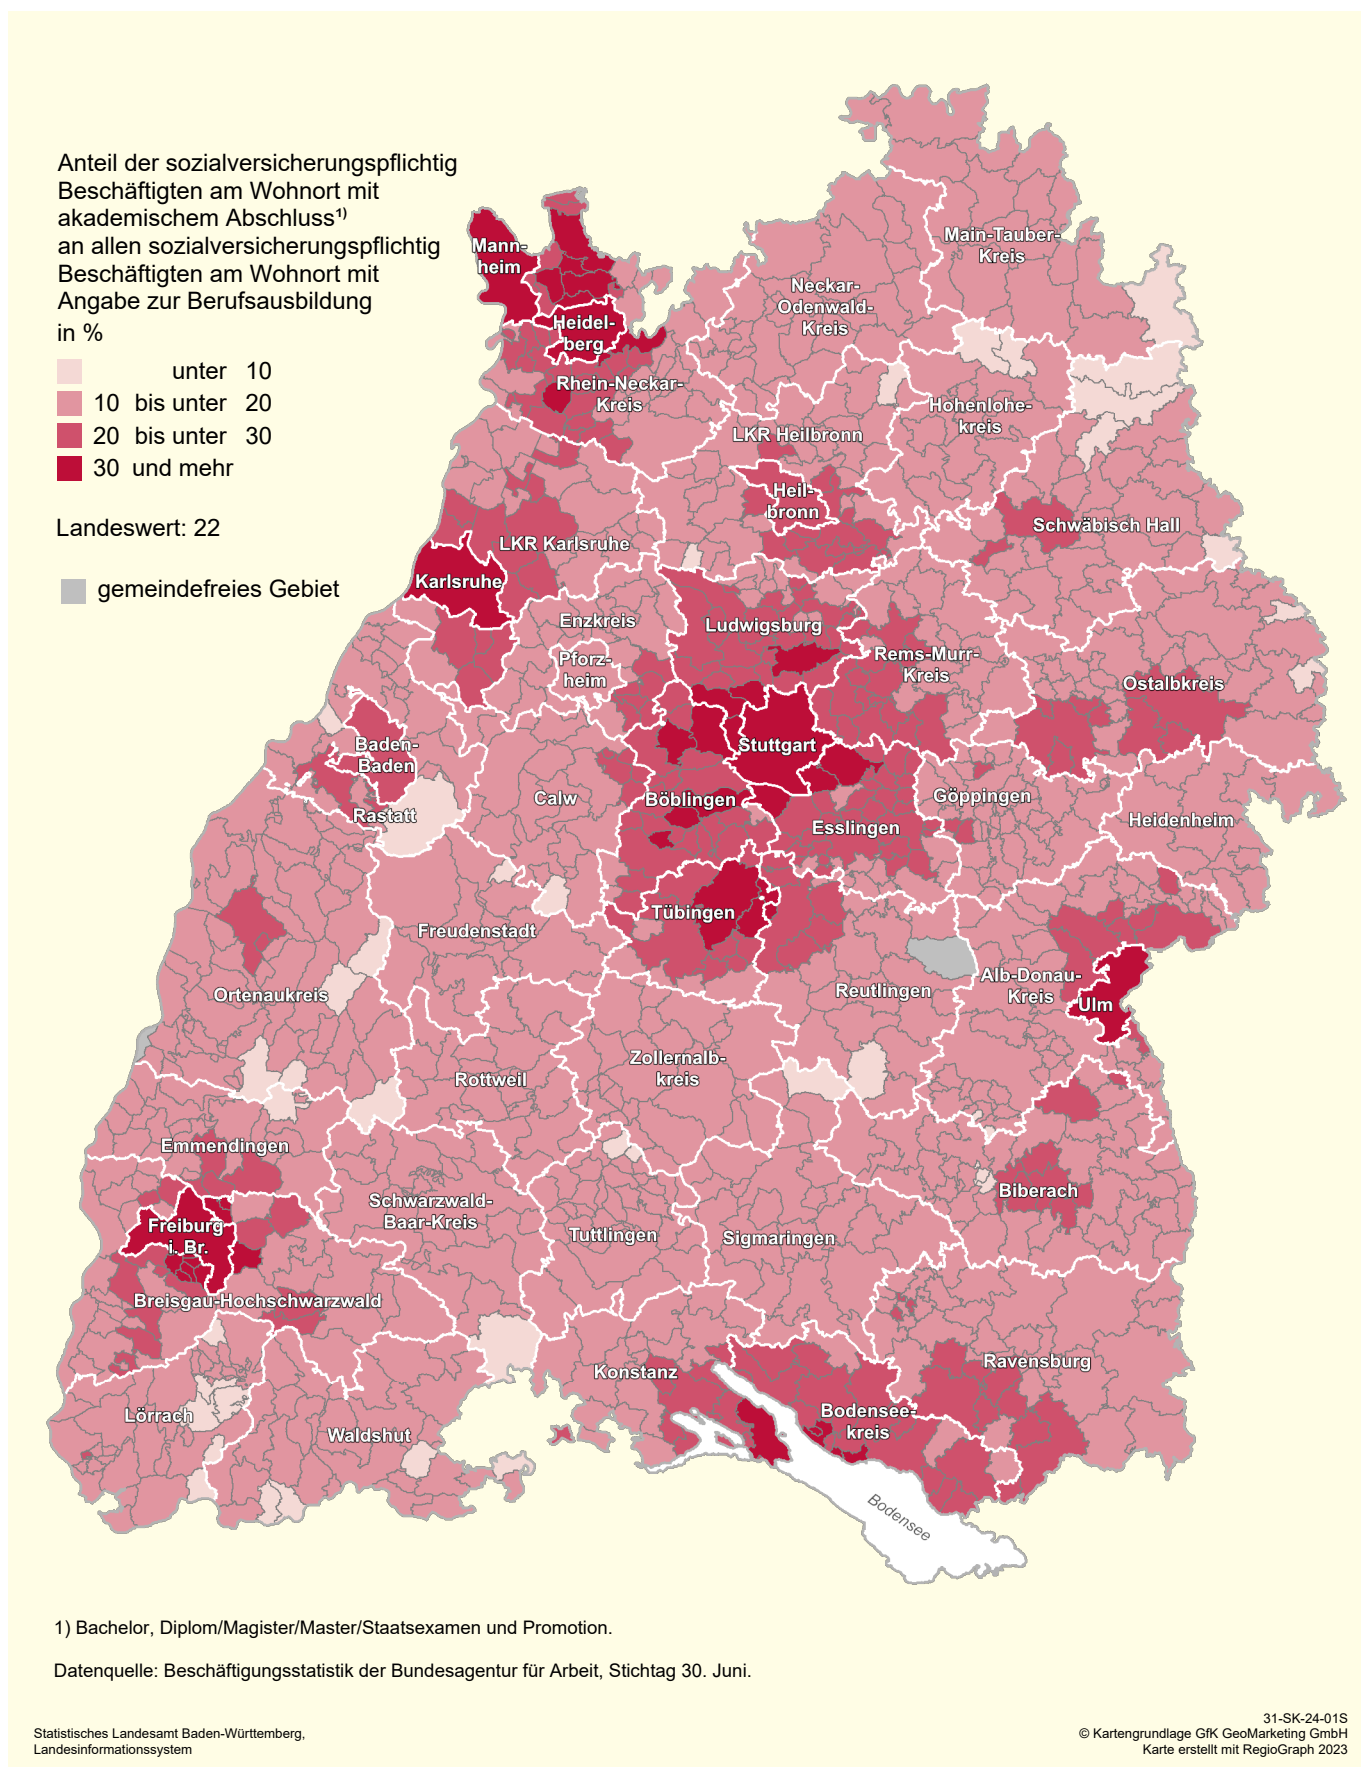 Anteil der sozialversicherungspflichtig
Beschäftigten am Wohnort mit
akademischem Abschluss¹⁾
an allen sozialversicherungspflichtig
Beschäftigten am Wohnort mit
Angabe zur Berufsausbildung
in %
unter 10
10 bis unter 20
20 bis unter 30
30 und mehr
Landeswert: 22
gemeindefreies Gebiet
Mann-
heim
Main-Tauber-
Kreis
Neckar-
Odenwald-
Kreis
Heidel-
berg
Rhein-Neckar-
Kreis
Hohenlohe-
kreis
LKR Heilbronn
Heil-
bronn
Schwäbisch Hall
LKR Karlsruhe
Karlsruhe
Enzkreis
Ludwigsburg
Pforz-
heim
Rems-Murr-
Kreis
Ostalbkreis
Baden-
Baden
Stuttgart
Rastatt
Calw
Böblingen
Göppingen
Esslingen
Heidenheim
Tübingen
Freudenstadt
Ortenaukreis
Reutlingen
Alb-Donau-
Kreis
Ulm
Zollernalb-
kreis
Rottweil
Emmendingen
Biberach
Schwarzwald-
Baar-Kreis
Freiburg
i. Br.
Tuttlingen
Sigmaringen
Breisgau-Hochschwarzwald
Konstanz
Ravensburg
Lörrach
Bodensee-
kreis
Waldshut
Bodensee
1) Bachelor, Diplom/Magister/Master/Staatsexamen und Promotion.
Datenquelle: Beschäftigungsstatistik der Bundesagentur für Arbeit, Stichtag 30. Juni.
Statistisches Landesamt Baden-Württemberg,
Landesinformationssystem
31-SK-24-01S
© Kartengrundlage GfK GeoMarketing GmbH
Karte erstellt mit RegioGraph 2023